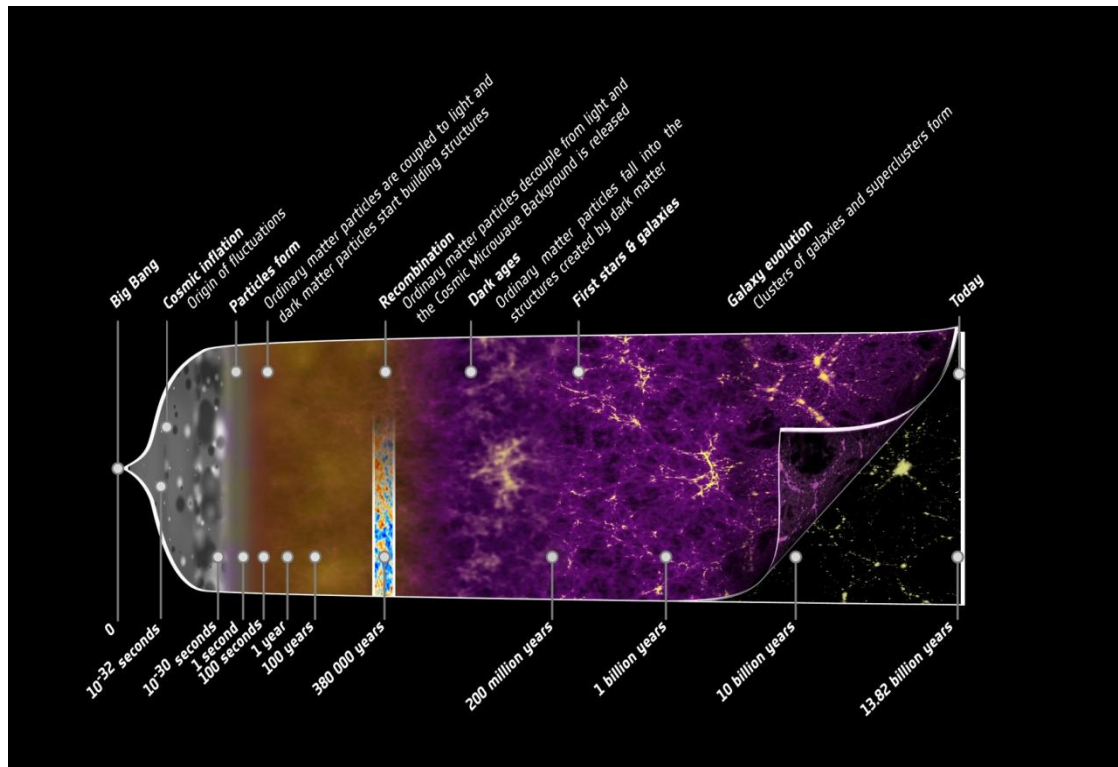 Big Bang
Cosmic inflation
Origin of fluctuations
Particles form
Ordinary matter particles are coupled to light and
dark matter particles start building structures
Recombination
Ordinary matter particles decouple from light and
the Cosmic Microwave Background is released
Dark ages
Ordinary matter particles fall into the
structures created by dark matter
First stars & galaxies
Galaxy evolution
Clusters of galaxies and superclusters form
Today
0
10-32 seconds
10-30 seconds
1 second
100 seconds
1 year
100 years
380 000 years
200 million years
1 billion years
10 billion years
13.82 billion years